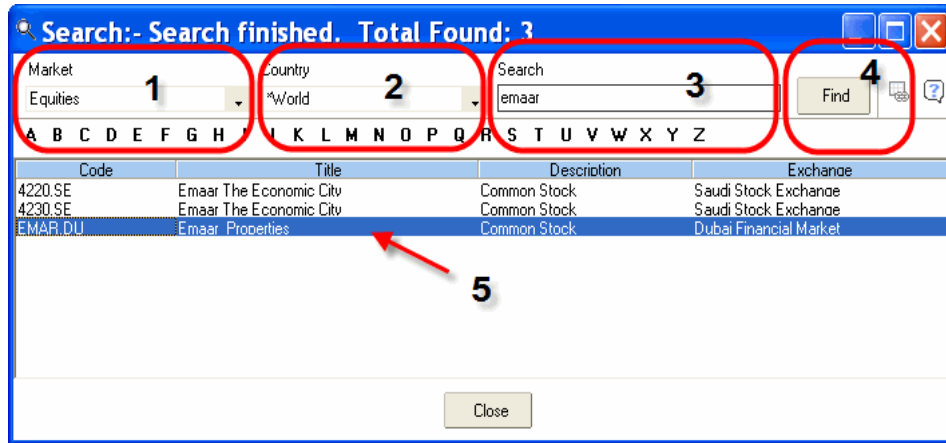 Search:- Search finished. Total Found: 3
Market Country Search
Equities *World emaar Find
1 2 3 4
A B C D E F G H I J K L M N O P Q R S T U V W X Y Z
Code Title Description Exchange
4220.SE Emaar The Economic City Common Stock Saudi Stock Exchange
4230.SE Emaar The Economic City Common Stock Saudi Stock Exchange
EMAR.DU Emaar Properties Common Stock Dubai Financial Market
5
Close